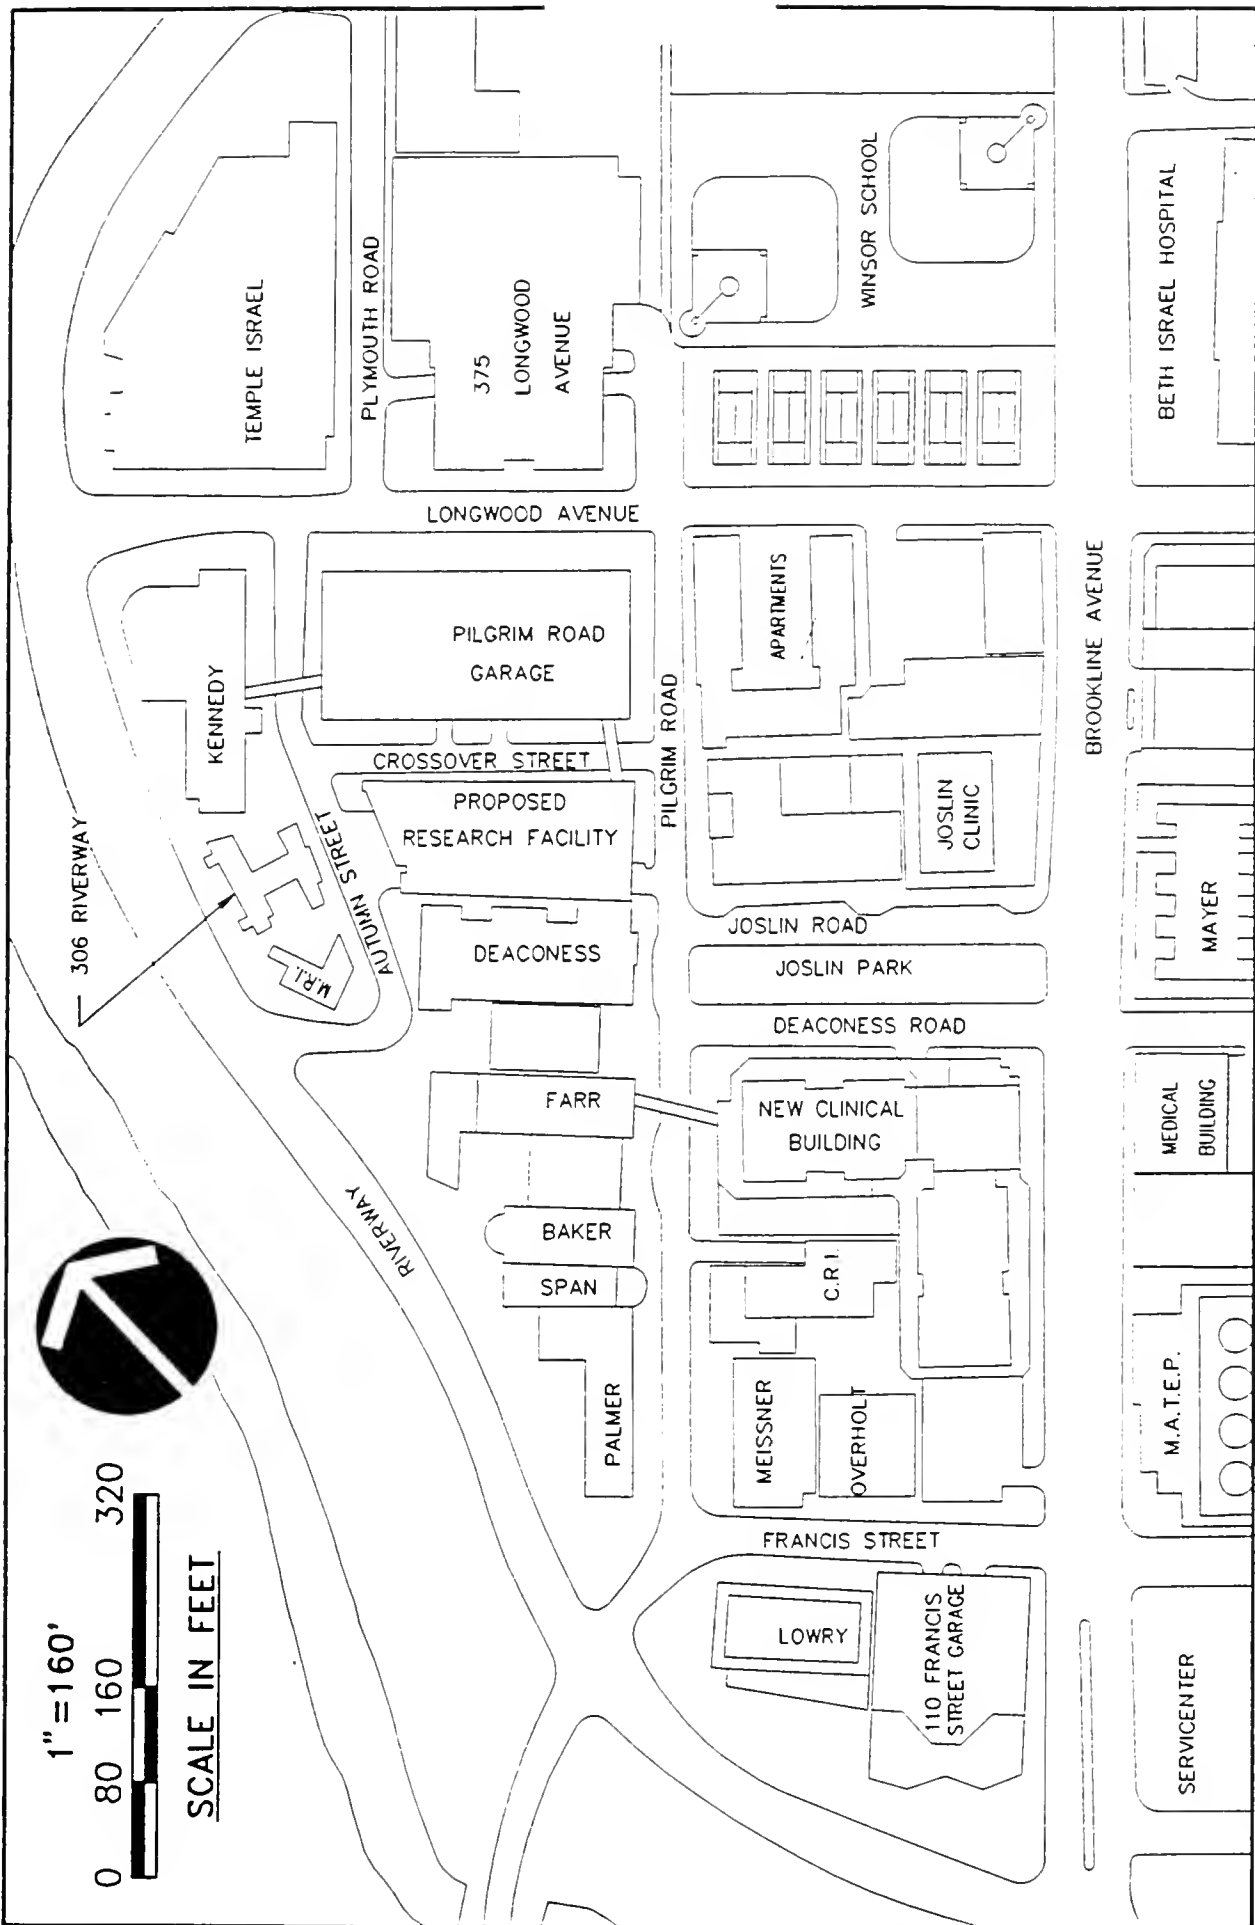 TEMPLE ISRAEL
PLYMOUTH ROAD
375
LONGWOOD
AVENUE
WINSOR SCHOOL
BETH ISRAEL HOSPITAL
LONGWOOD AVENUE
KENNEDY
PILGRIM ROAD
GARAGE
APARTMENTS
PILGRIM ROAD
BROOKLINE AVENUE
CROSSOVER STREET
306 RIVERWAY
AUTUMN STREET
PROPOSED
RESEARCH FACILITY
JOSLIN
CLINIC
MAYER
M.R.I.
DEACONESS
JOSLIN ROAD
JOSLIN PARK
DEACONESS ROAD
FARR
NEW CLINICAL
BUILDING
MEDICAL
BUILDING
RIVERWAY
BAKER
SPAN
C.R.I.
PALMER
MEISSNER
OVERHOLT
M.A.T.E.P.
FRANCIS STREET
LOWRY
110 FRANCIS
STREET GARAGE
SERVICENTER
1"=160'
0 80 160 320
SCALE IN FEET